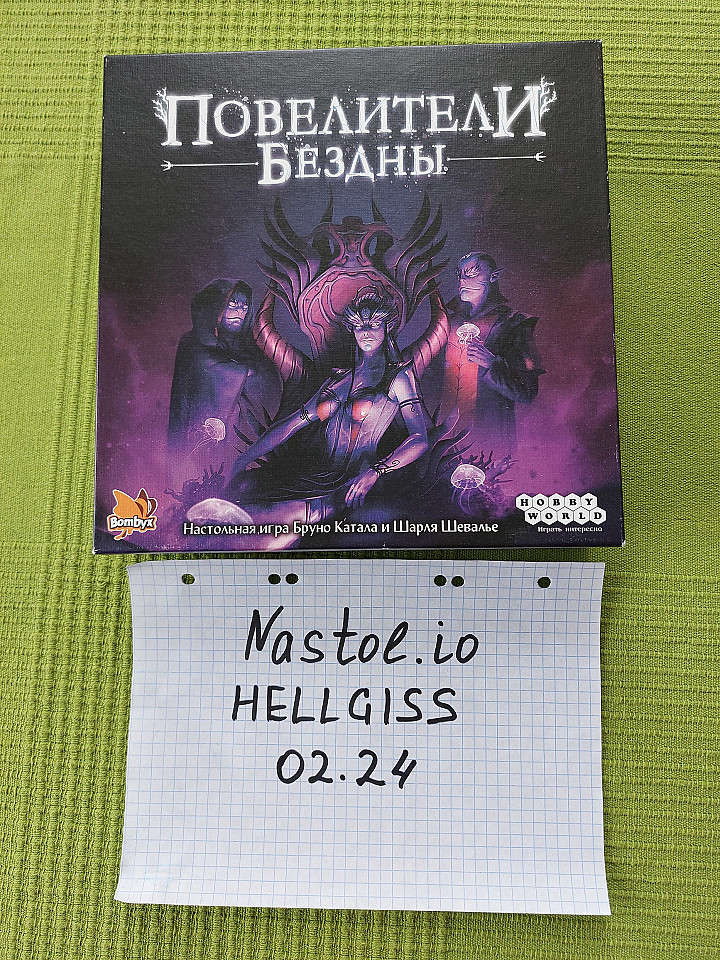 Повелители
Бездны
Bombyx
HOBBY
WORLD
Играть интересно
Настольная игра Бруно Катала и Шарля Шевалье
Nastol.io
HELLGISS
02.24